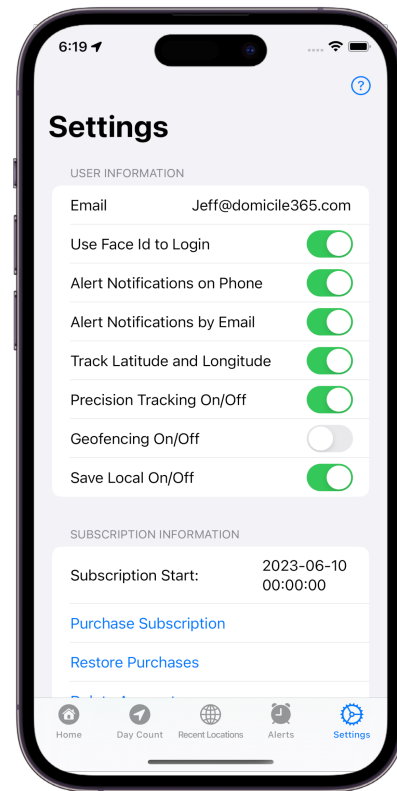 6:19
?
Settings
USER INFORMATION
Email Jeff@domicile365.com
Use Face Id to Login
Alert Notifications on Phone
Alert Notifications by Email
Track Latitude and Longitude
Precision Tracking On/Off
Geofencing On/Off
Save Local On/Off
SUBSCRIPTION INFORMATION
Subscription Start: 2023-06-10
00:00:00
Purchase Subscription
Restore Purchases
Home Day Count Recent Locations Alerts Settings